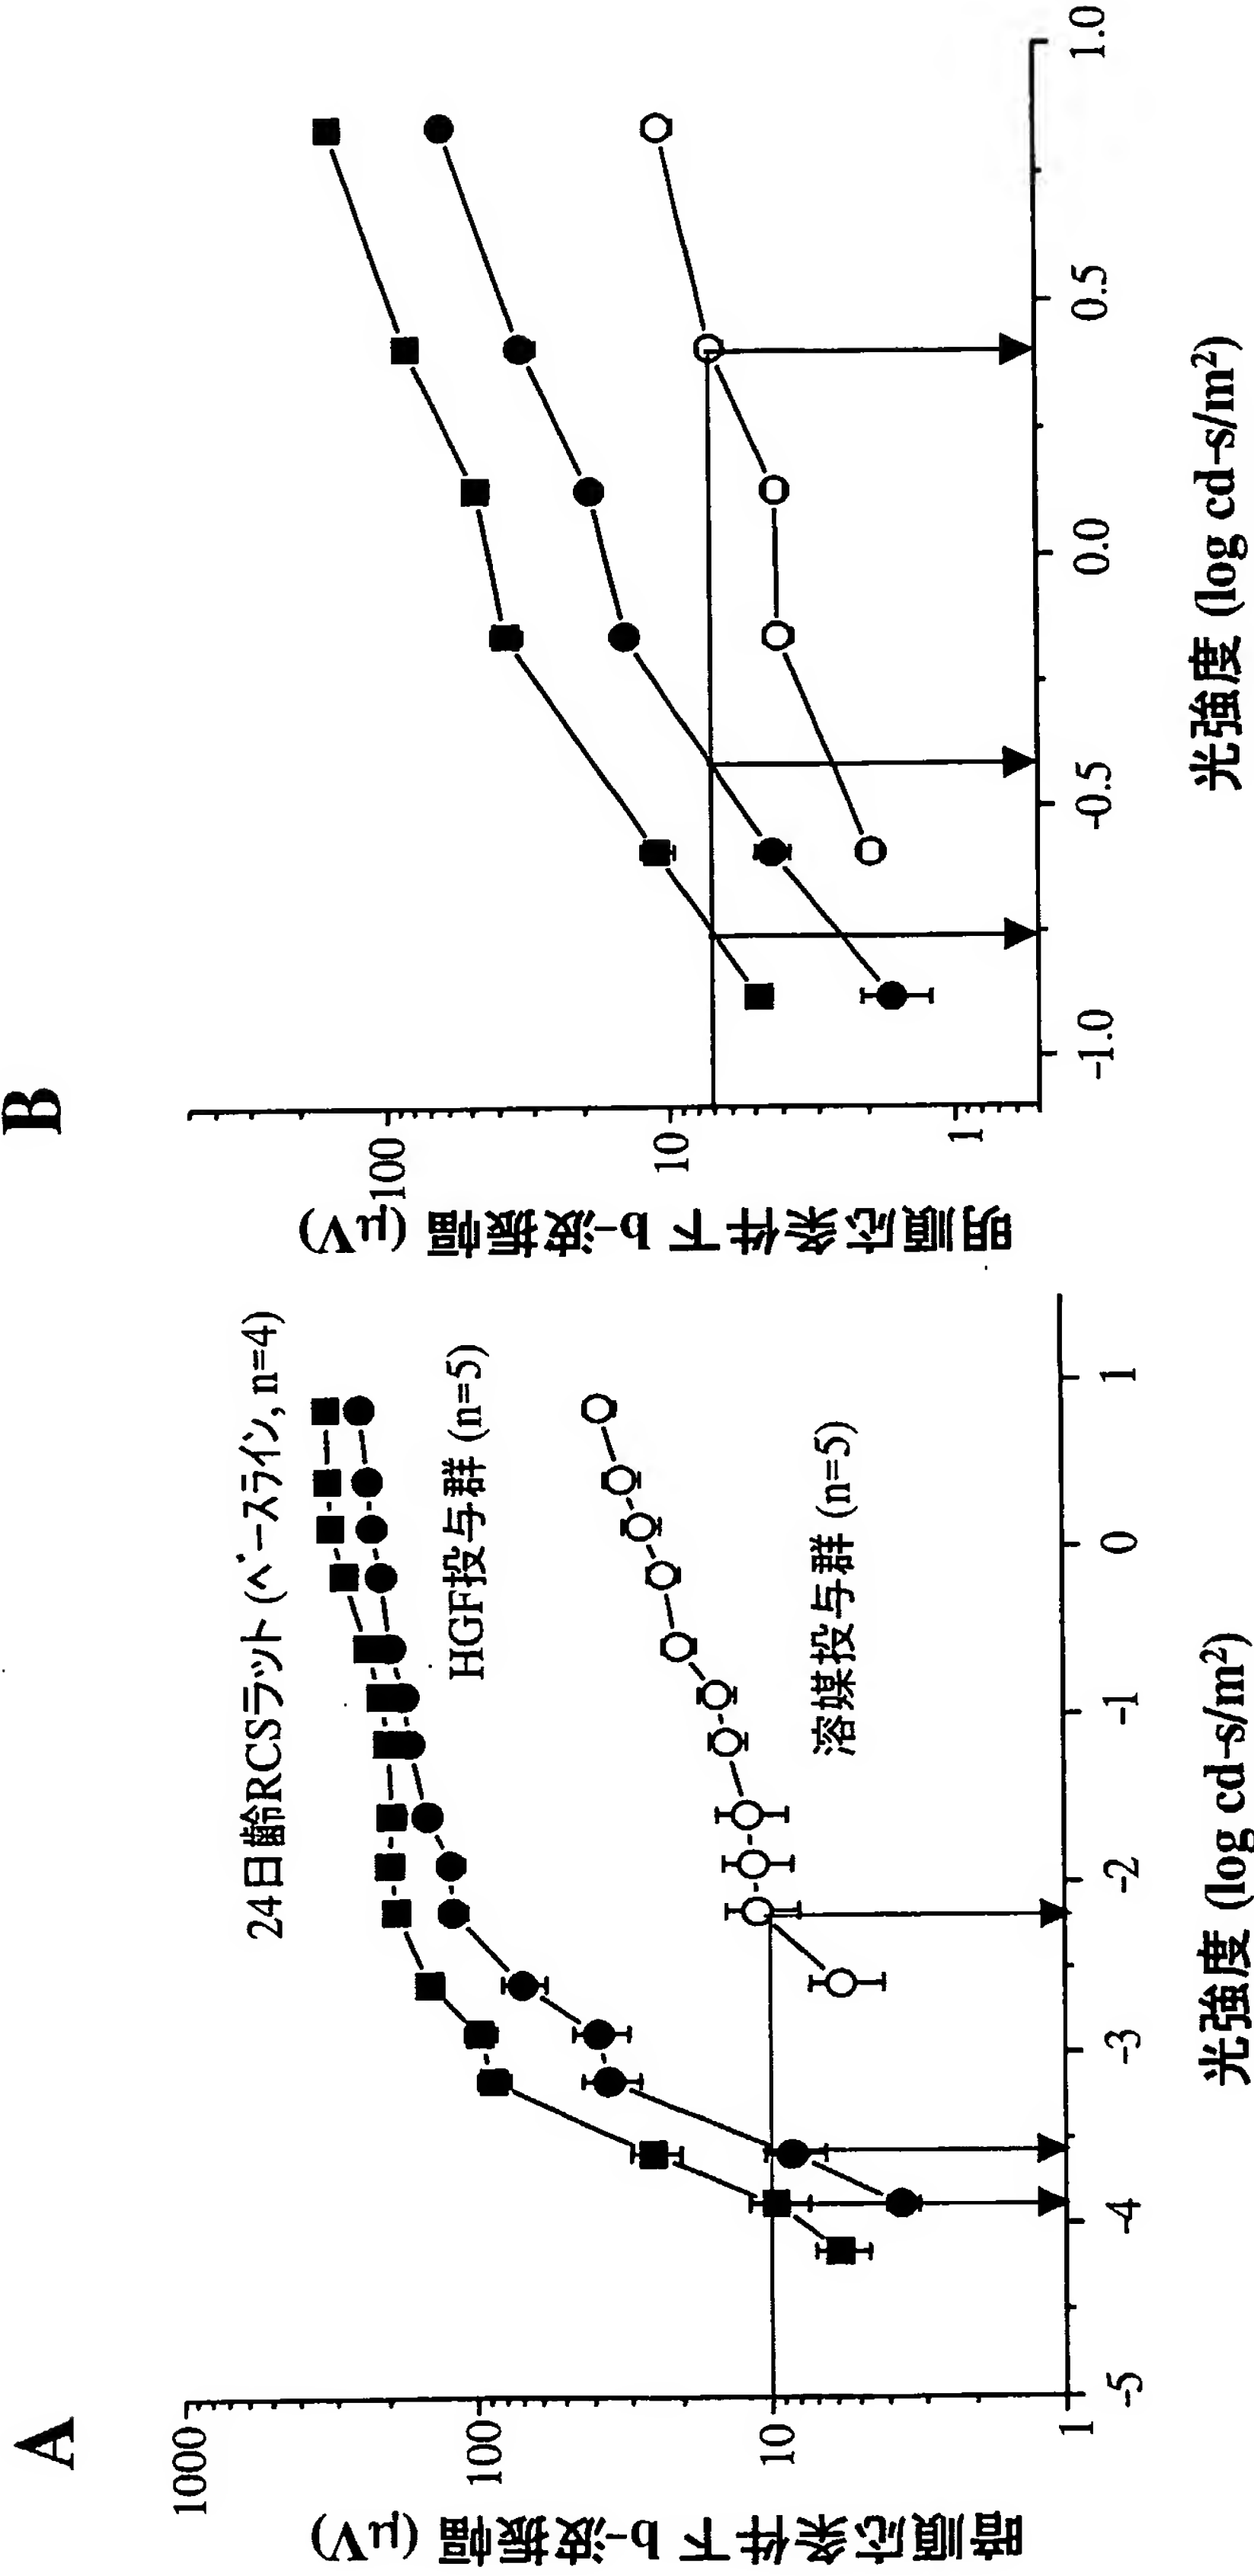 A
暗順応条件下 b-波振幅 (μV)
1000
100
10
1
24日齢RCSラット (ベースライン, n=4)
HGF投与群 (n=5)
溶媒投与群 (n=5)
-5
-4
-3
-2
-1
0
1
光強度 (log cd-s/m²)
B
明順応条件下 b-波振幅 (μV)
100
10
1
-1.0
-0.5
0.0
0.5
1.0
光強度 (log cd-s/m²)